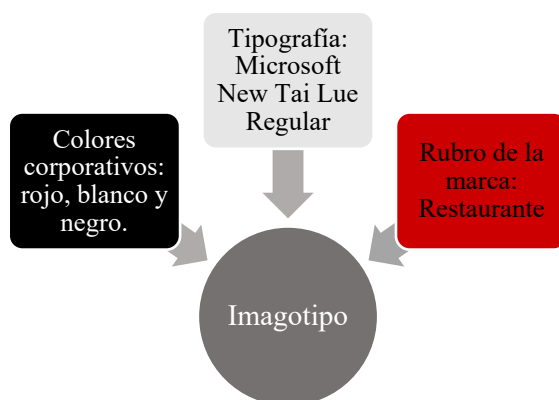 Tipografía:
Microsoft
New Tai Lue
Regular
Colores
corporativos:
rojo, blanco y
negro.
Rubro de la
marca:
Restaurante
Imagotipo